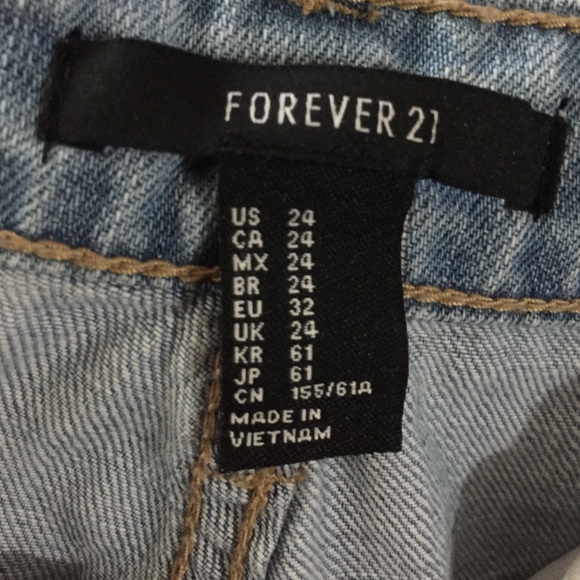 FOREVER 21
US 24
CA 24
MX 24
BR 24
EU 32
UK 24
KR 61
JP 61
CN 155/61A
MADE IN
VIETNAM